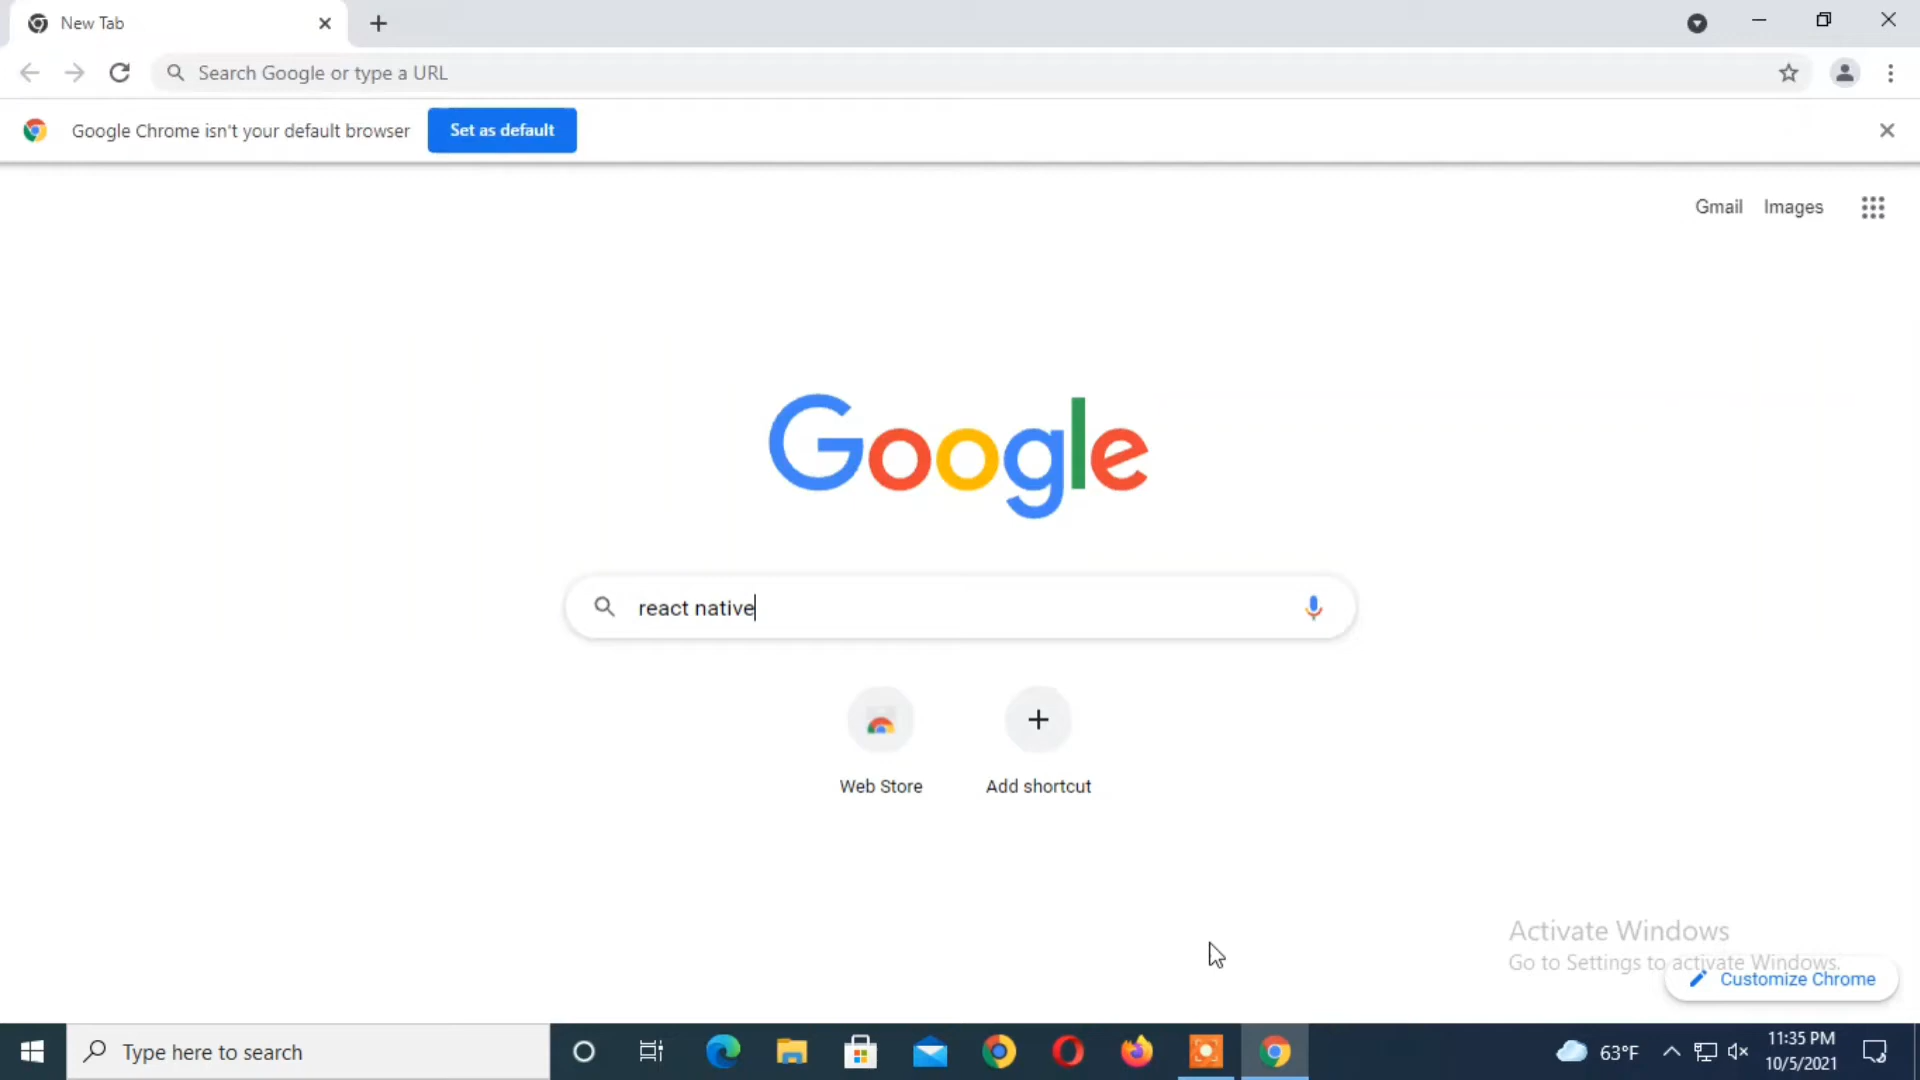 New Tab
Search Google or type a URL
Google Chrome isn't your default browser
Set as default
Gmail
Images
Google
react native
Web Store
Add shortcut
Activate Windows
Go to Settings to activate Windows.
Customize Chrome
Type here to search
63°F
11:35 PM
10/5/2021